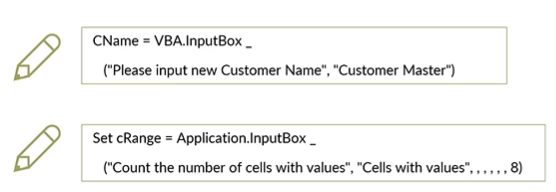 CName = VBA.InputBox _
("Please input new Customer Name", "Customer Master")
Set cRange = Application.InputBox _
("Count the number of cells with values", "Cells with values", , , , , , 8)